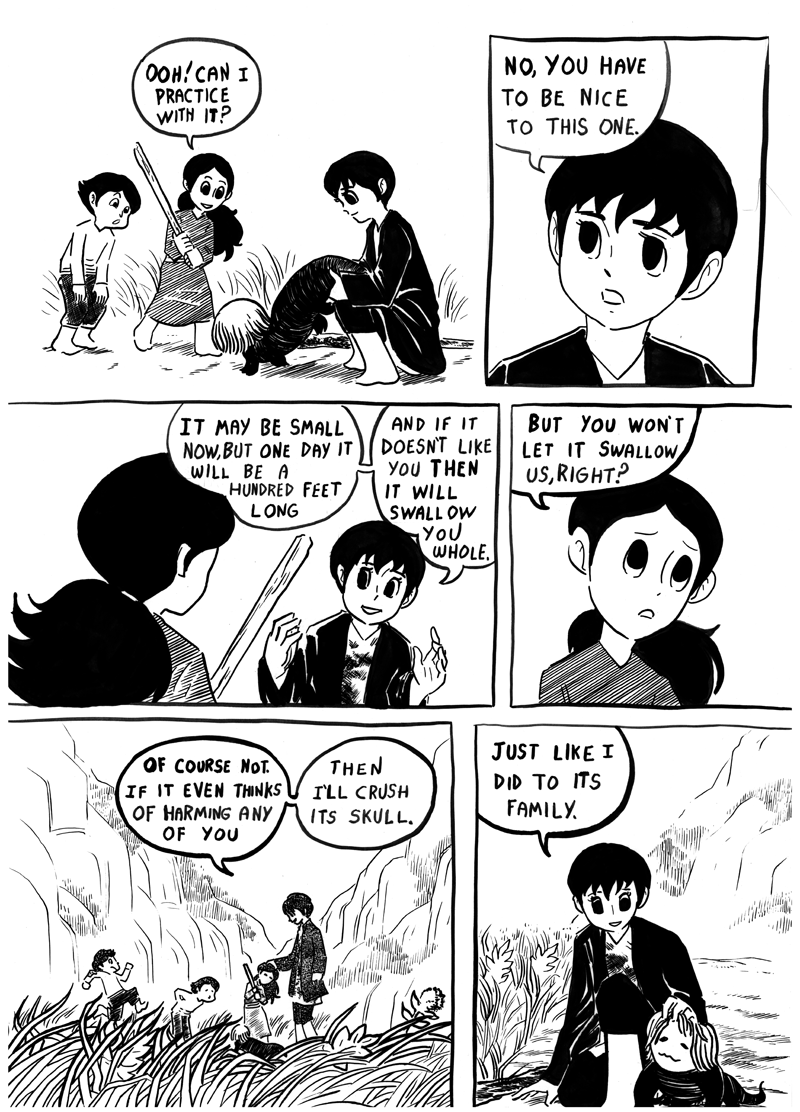 OOH! CAN I
PRACTICE
WITH IT?
NO, YOU HAVE
TO BE NICE
TO THIS ONE.
IT MAY BE SMALL
NOW, BUT ONE DAY IT
WILL BE A
HUNDRED FEET
LONG
AND IF IT
DOESN'T LIKE
YOU THEN
IT WILL
SWALLOW
YOU
WHOLE.
BUT YOU WON'T
LET IT SWALLOW
US, RIGHT?
OF COURSE NOT.
IF IT EVEN THINKS
OF HARMING ANY
OF YOU
THEN
I'LL CRUSH
ITS SKULL.
JUST LIKE I
DID TO ITS
FAMILY.